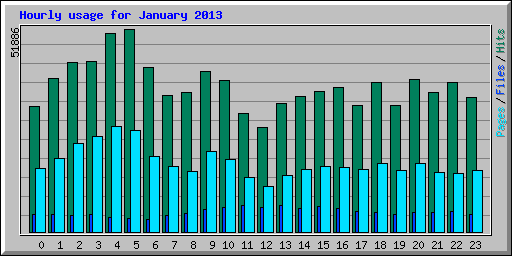 Hourly usage for January 2013
51886
Pages / Files / Hits
0 1 2 3 4 5 6 7 8 9 10 11 12 13 14 15 16 17 18 19 20 21 22 23